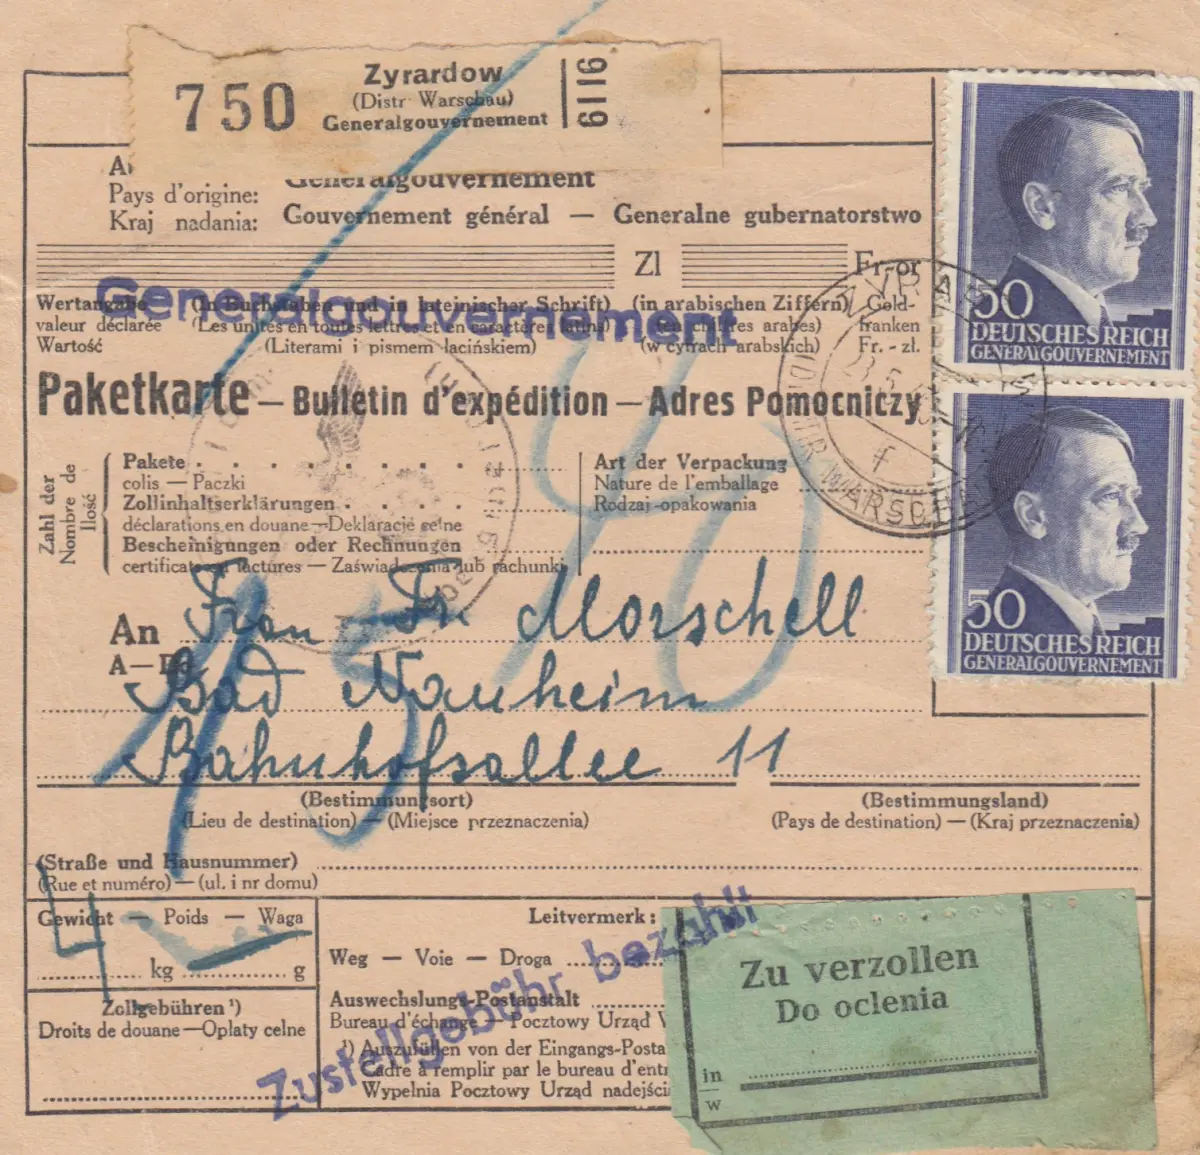 750
Zyrardow
(Distr Warschau)
Generalgouvernement
6116
Pays d'origine:
Kraj nadania:
Generalgouvernement
Gouvernement général — Generalne gubernatorstwo
Zl
Fr-or
Generalgouvernement
Wertangabe (In Buchstaben und in lateinischer Schrift) (in arabischen Ziffern) Gold-
valeur déclarée (Les unités en toutes lettres et en caractères latins) (en chiffres arabes) franken
Wartość (Literami i pismem łacińskiem) (w cyfrach arabskich) Fr. - zł.
Paketkarte — Bulletin d'expédition — Adres Pomocniczy
Zahl der
Nombre de
Ilość
Pakete
colis — Paczki
Zollinhaltserklärungen
déclarations en douane — Deklaracje celne
Bescheinigungen oder Rechnungen
certificats factures — Zaświadczenia lub rachunki
Art der Verpackung
Nature de l'emballage
Rodzaj opakowania
50
DEUTSCHES REICH
GENERALGOUVERNEMENT
50
DEUTSCHES REICH
GENERALGOUVERNEMENT
An Frau Fr. Morschell
A—
Bad Nauheim
Bahnhofsallee 11
(Bestimmungsort) (Bestimmungsland)
(Lieu de destination) — (Miejsce przeznaczenia) (Pays de destination) — (Kraj przeznaczenia)
(Straße und Hausnummer)
(Rue et numéro) — (ul. i nr domu)
Gewicht — Poids — Waga
4
kg g
Zollgebühren ¹)
Droits de douane — Oplaty celne
Leitvermerk:
Weg — Voie — Droga
Auswechslungs-Postanstalt
Bureau d'échange — Pocztowy Urząd
¹) Auszufüllen von der Eingangs-Posta
Cadre à remplir par le bureau d'entr
Wypełnia Pocztowy Urząd nadejści
Zustellgebühr bezahlt
Zu verzollen
Do oclenia
in
w